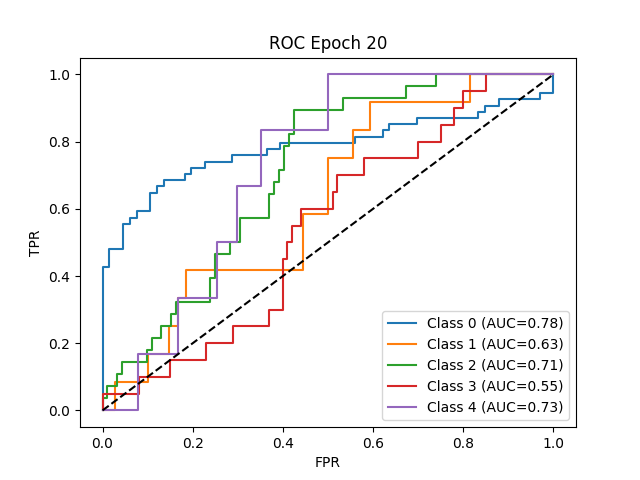 ROC Epoch 20
TPR
1.0
0.8
0.6
0.4
0.2
0.0
Class 0 (AUC=0.78)
Class 1 (AUC=0.63)
Class 2 (AUC=0.71)
Class 3 (AUC=0.55)
Class 4 (AUC=0.73)
0.0 0.2 0.4 0.6 0.8 1.0
FPR